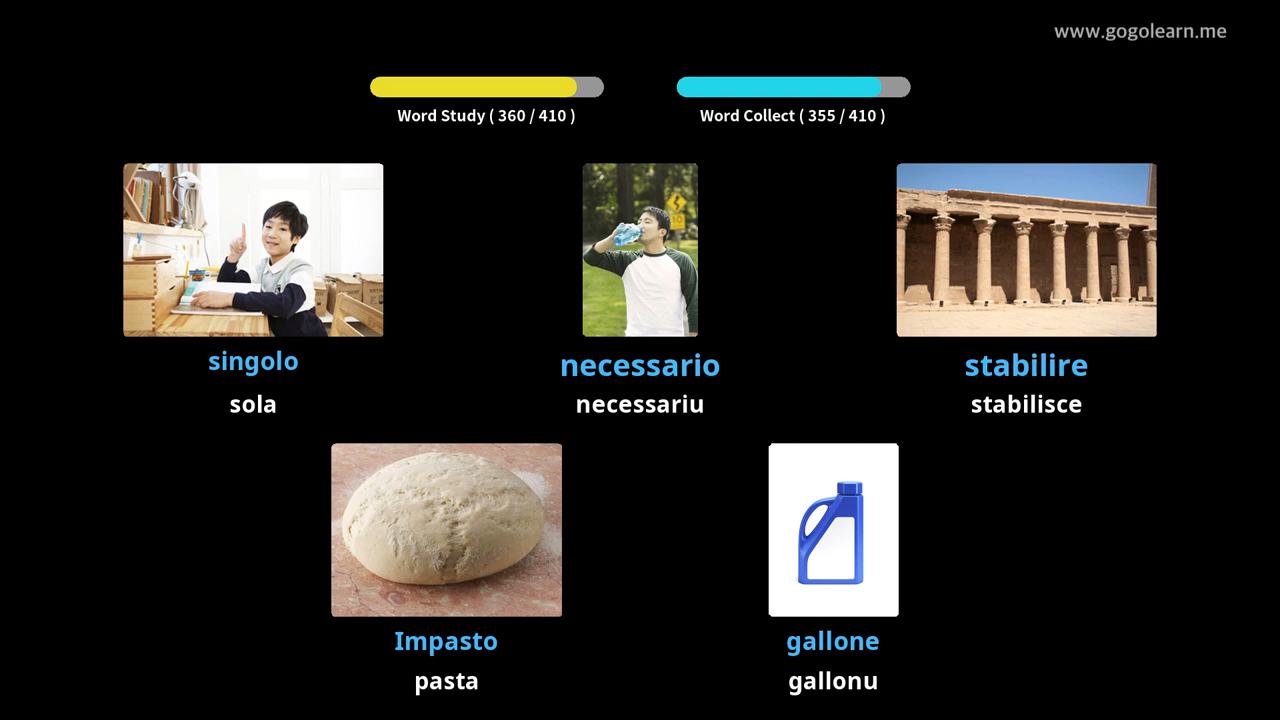 www.gogolearn.me
Word Study ( 360 / 410 )
Word Collect ( 355 / 410 )
singolo
sola
necessario
necessariu
stabilire
stabilisce
Impasto
pasta
gallone
gallonu